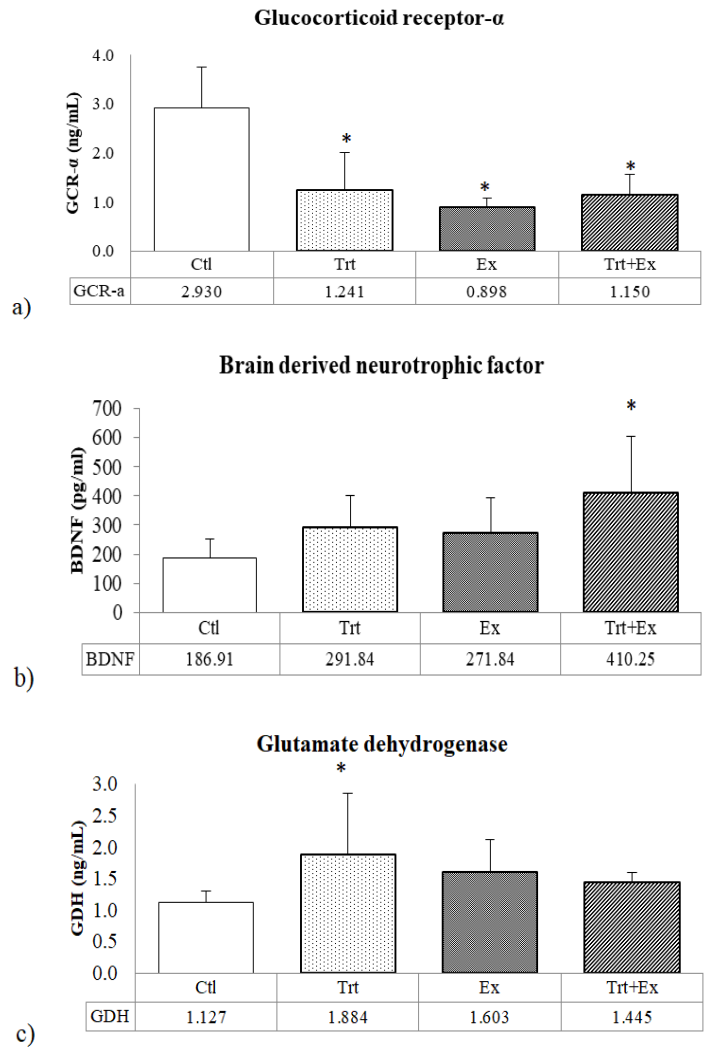 Glucocorticoid receptor-α
GCR-α (ng/mL)
4.0
3.0
2.0
1.0
0.0
* * *
Ctl Trt Ex Trt+Ex
GCR-a 2.930 1.241 0.898 1.150
a)
Brain derived neurotrophic factor
BDNF (pg/ml)
700
600
500
400
300
200
100
0
*
Ctl Trt Ex Trt+Ex
BDNF 186.91 291.84 271.84 410.25
b)
Glutamate dehydrogenase
GDH (ng/mL)
*
3.0
2.5
2.0
1.5
1.0
0.5
0.0
Ctl Trt Ex Trt+Ex
GDH 1.127 1.884 1.603 1.445
c)